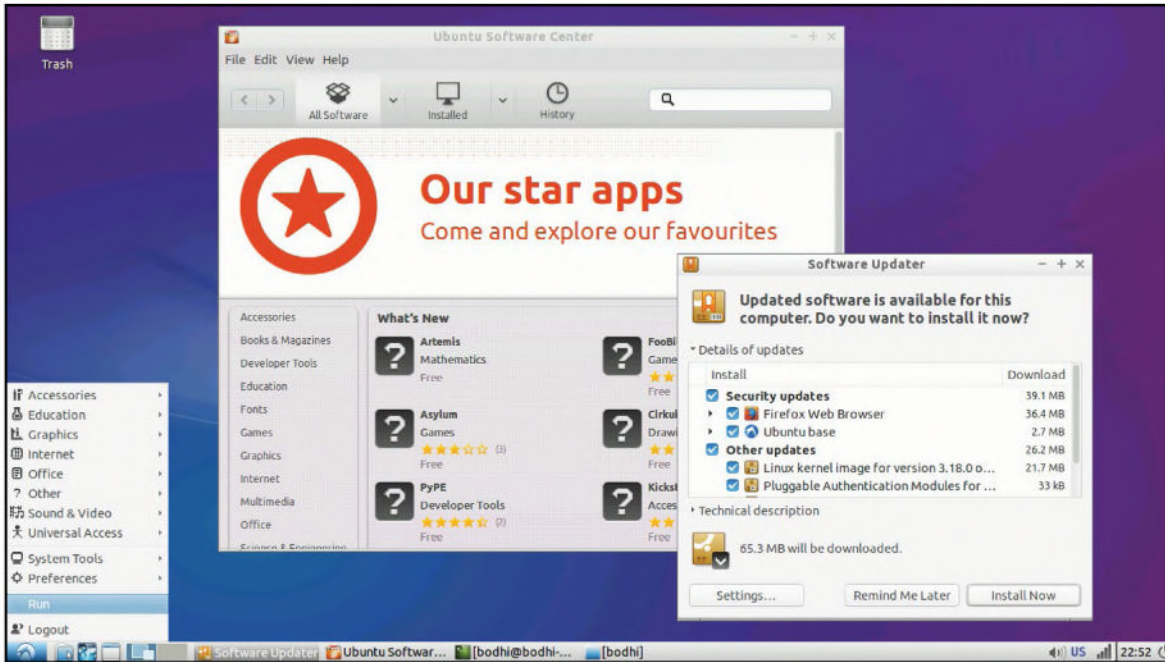 Trash
Ubuntu Software Center
File Edit View Help
All Software
Installed
History
Our star apps
Come and explore our favourites
Accessories
Books & Magazines
Developer Tools
Education
Fonts
Games
Graphics
Internet
Multimedia
Office
Science & Engineering
What's New
Artemis
Mathematics
Free
Asylum
Games
(3)
Free
PyPE
Developer Tools
(2)
Free
FooBi
Game
Free
Cirkui
Drawi
Free
Kickst
Acces
Free
Software Updater
Updated software is available for this
computer. Do you want to install it now?
Details of updates
Install Download
Security updates 39.1 MB
Firefox Web Browser 36.4 MB
Ubuntu base 2.7 MB
Other updates 26.2 MB
Linux kernel image for version 3.18.0 o... 21.7 MB
Pluggable Authentication Modules for ... 33 kB
Technical description
65.3 MB will be downloaded.
Settings... Remind Me Later Install Now
Accessories
Education
Graphics
Internet
Office
? Other
Sound & Video
Universal Access
System Tools
Preferences
Run
Logout
Software Updater Ubuntu Softwar... [bodhi@bodhi-... [bodhi] US 22:52